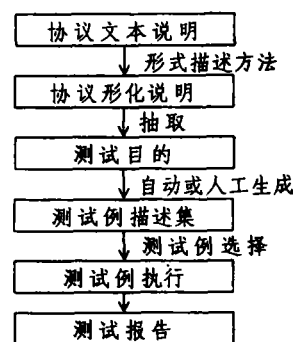 协议文本说明
形式描述方法
协议形化说明
抽取
测试目的
自动或人工生成
测试例描述集
测试例选择
测试例执行
测试报告